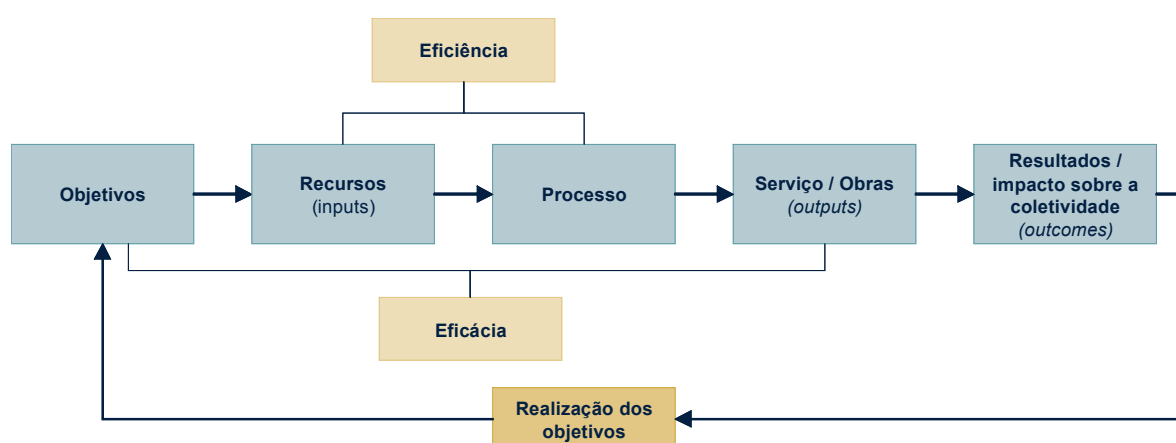 Eficiência
Objetivos
Recursos
(inputs)
Processo
Serviço / Obras
(outputs)
Resultados /
impacto sobre a
coletividade
(outcomes)
Eficácia
Realização dos
objetivos